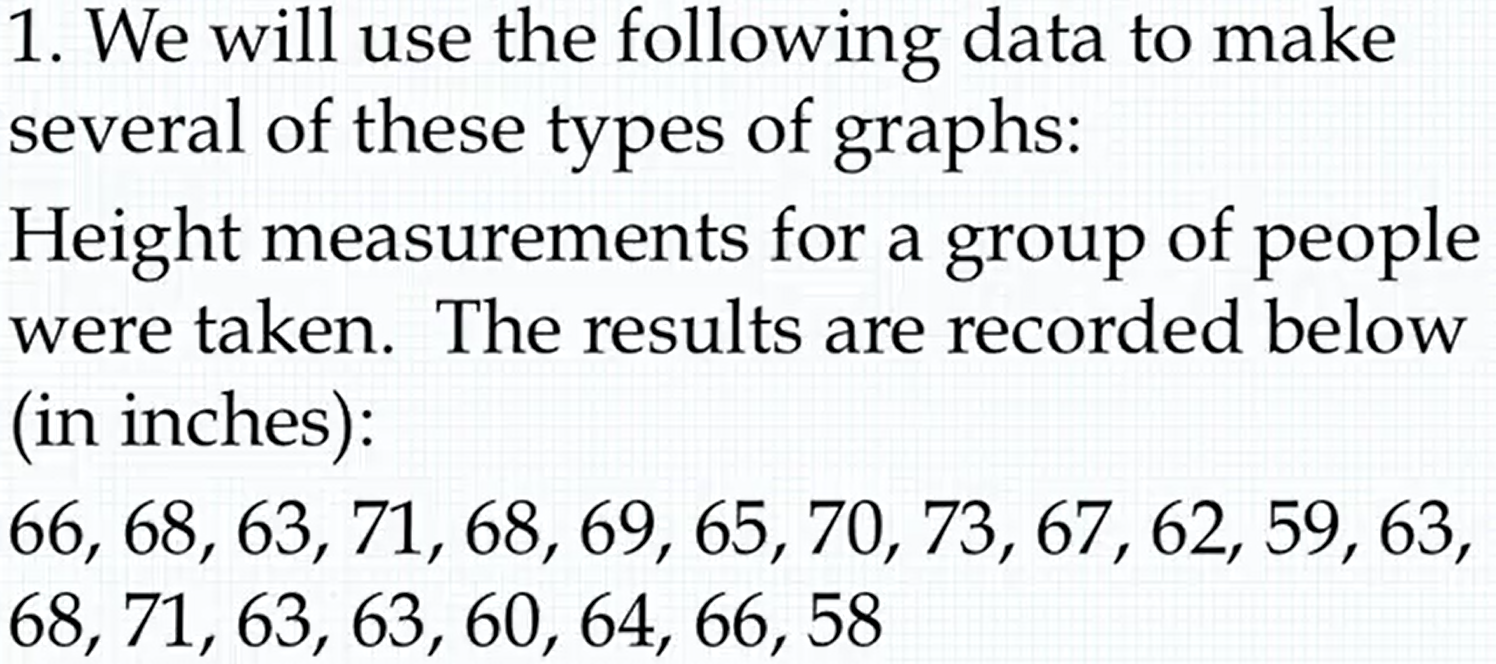 1. We will use the following data to make
several of these types of graphs:
Height measurements for a group of people
were taken.  The results are recorded below
(in inches):
66, 68, 63, 71, 68, 69, 65, 70, 73, 67, 62, 59, 63,
68, 71, 63, 63, 60, 64, 66, 58